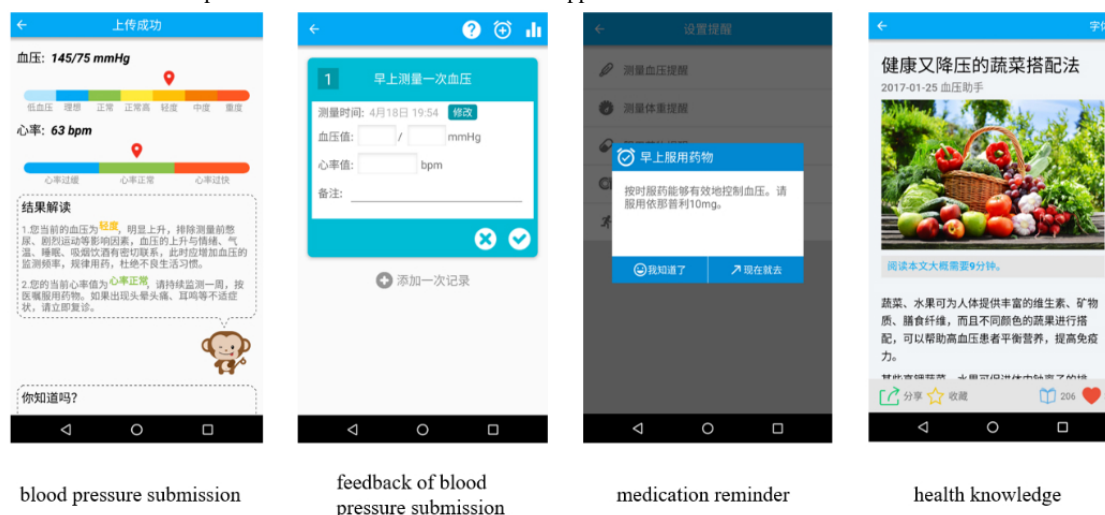 上传成功
血压: 145/75 mmHg
低血压 理想 正常 正常高 轻度 中度 重度
心率: 63 bpm
心率过缓 心率正常 心率过快
结果解读
1.您当前的血压为轻度，明显上升，排除测量前憋
尿、剧烈运动等影响因素，血压的上升与情绪、气
温、睡眠、吸烟饮酒有密切联系，此时应增加血压的
监测频率，规律用药，杜绝不良生活习惯。
2.您的当前心率值为心率正常，请持续监测一周，按
医嘱服用药物。如果出现头晕头痛、耳鸣等不适症
状，请立即复诊。
你知道吗？
1 早上测量一次血压
测量时间: 4月18日 19:54 修改
血压值: / mmHg
心率值: bpm
备注:
添加一次记录
设置提醒
测量血压提醒
测量体重提醒
早上服用药物
按时服药能够有效地控制血压。请
服用依那普利10mg。
我知道了 现在就去
健康又降压的蔬菜搭配法
2017-01-25 血压助手
阅读本文大概需要9分钟。
蔬菜、水果可为人体提供丰富的维生素、矿物
质、膳食纤维，而且不同颜色的蔬果进行搭
配，可以帮助高血压患者平衡营养，提高免疫
力。
分享 收藏 206
blood pressure submission
feedback of blood
pressure submission
medication reminder
health knowledge